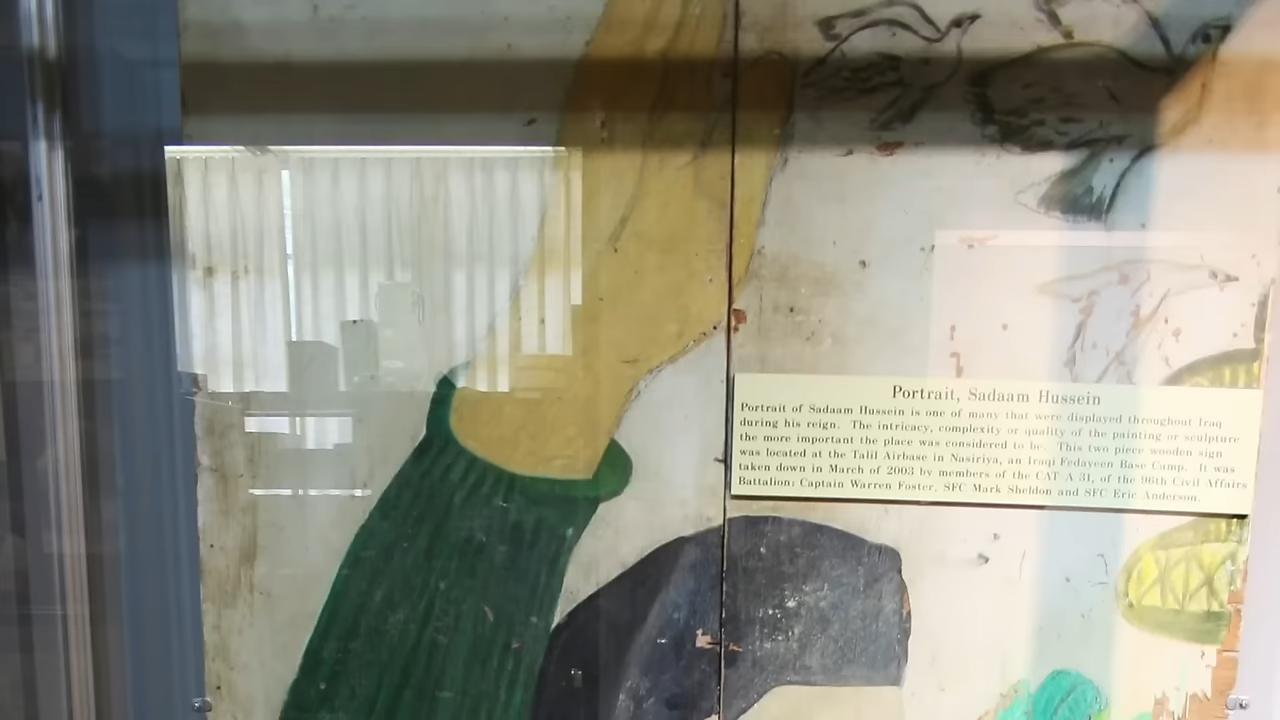 Portrait, Sadaam Hussein
Portrait of Sadaam Hussein is one of many that were displayed throughout Iraq
during his reign. The intricacy, complexity or quality of the painting or sculpture
the more important the place was considered to be. This two piece wooden sign
was located at the Talil Airbase in Nasiriya, an Iraqi Fedayeen Base Camp. It was
taken down in March of 2003 by members of the CAT A 31, of the 96th Civil Affairs
Battalion: Captain Warren Foster, SFC Mark Sheldon and SFC Eric Anderson.